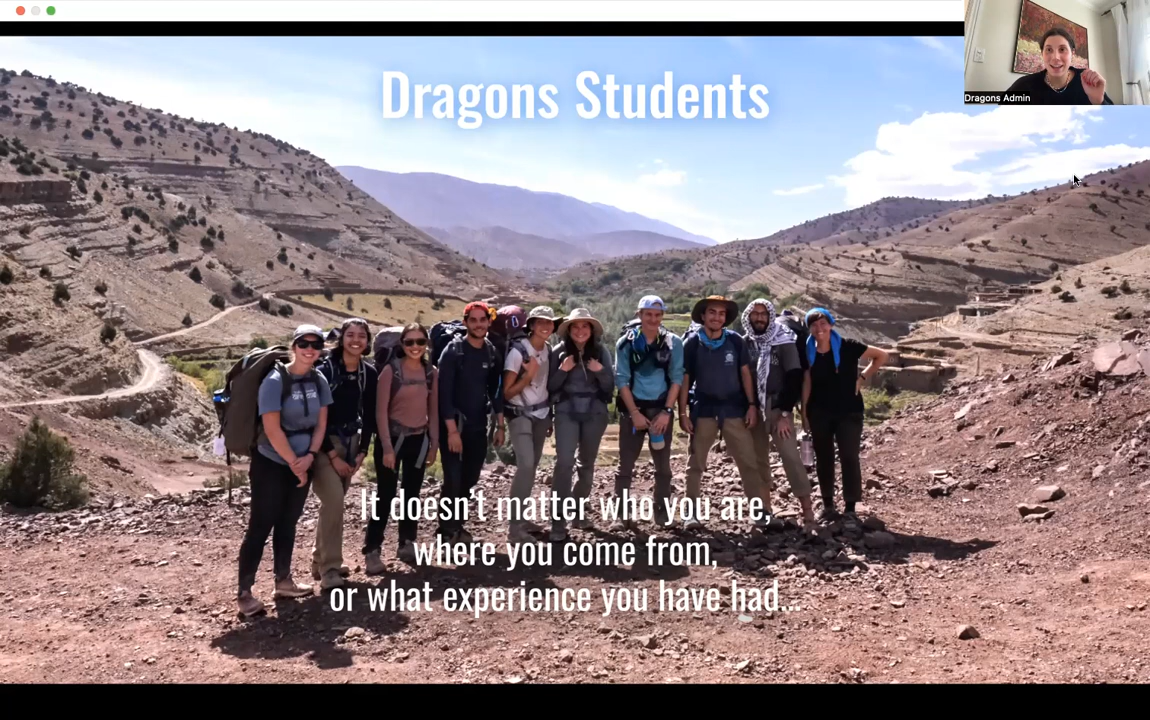 Dragons Students
Dragons Admin
It doesn't matter who you are,
where you come from,
or what experience you have had...